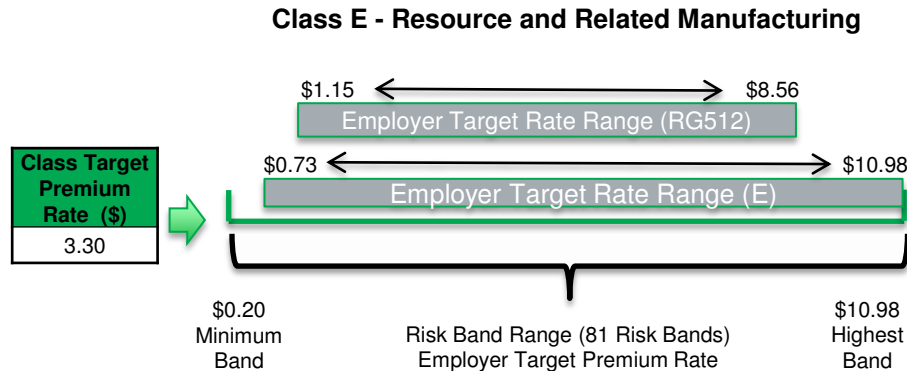 Class E - Resource and Related Manufacturing
$1.15 $8.56
Employer Target Rate Range (RG512)
$0.73 $10.98
Employer Target Rate Range (E)
Class Target
Premium
Rate ($)
3.30
$0.20
Minimum
Band
Risk Band Range (81 Risk Bands)
Employer Target Premium Rate
$10.98
Highest
Band